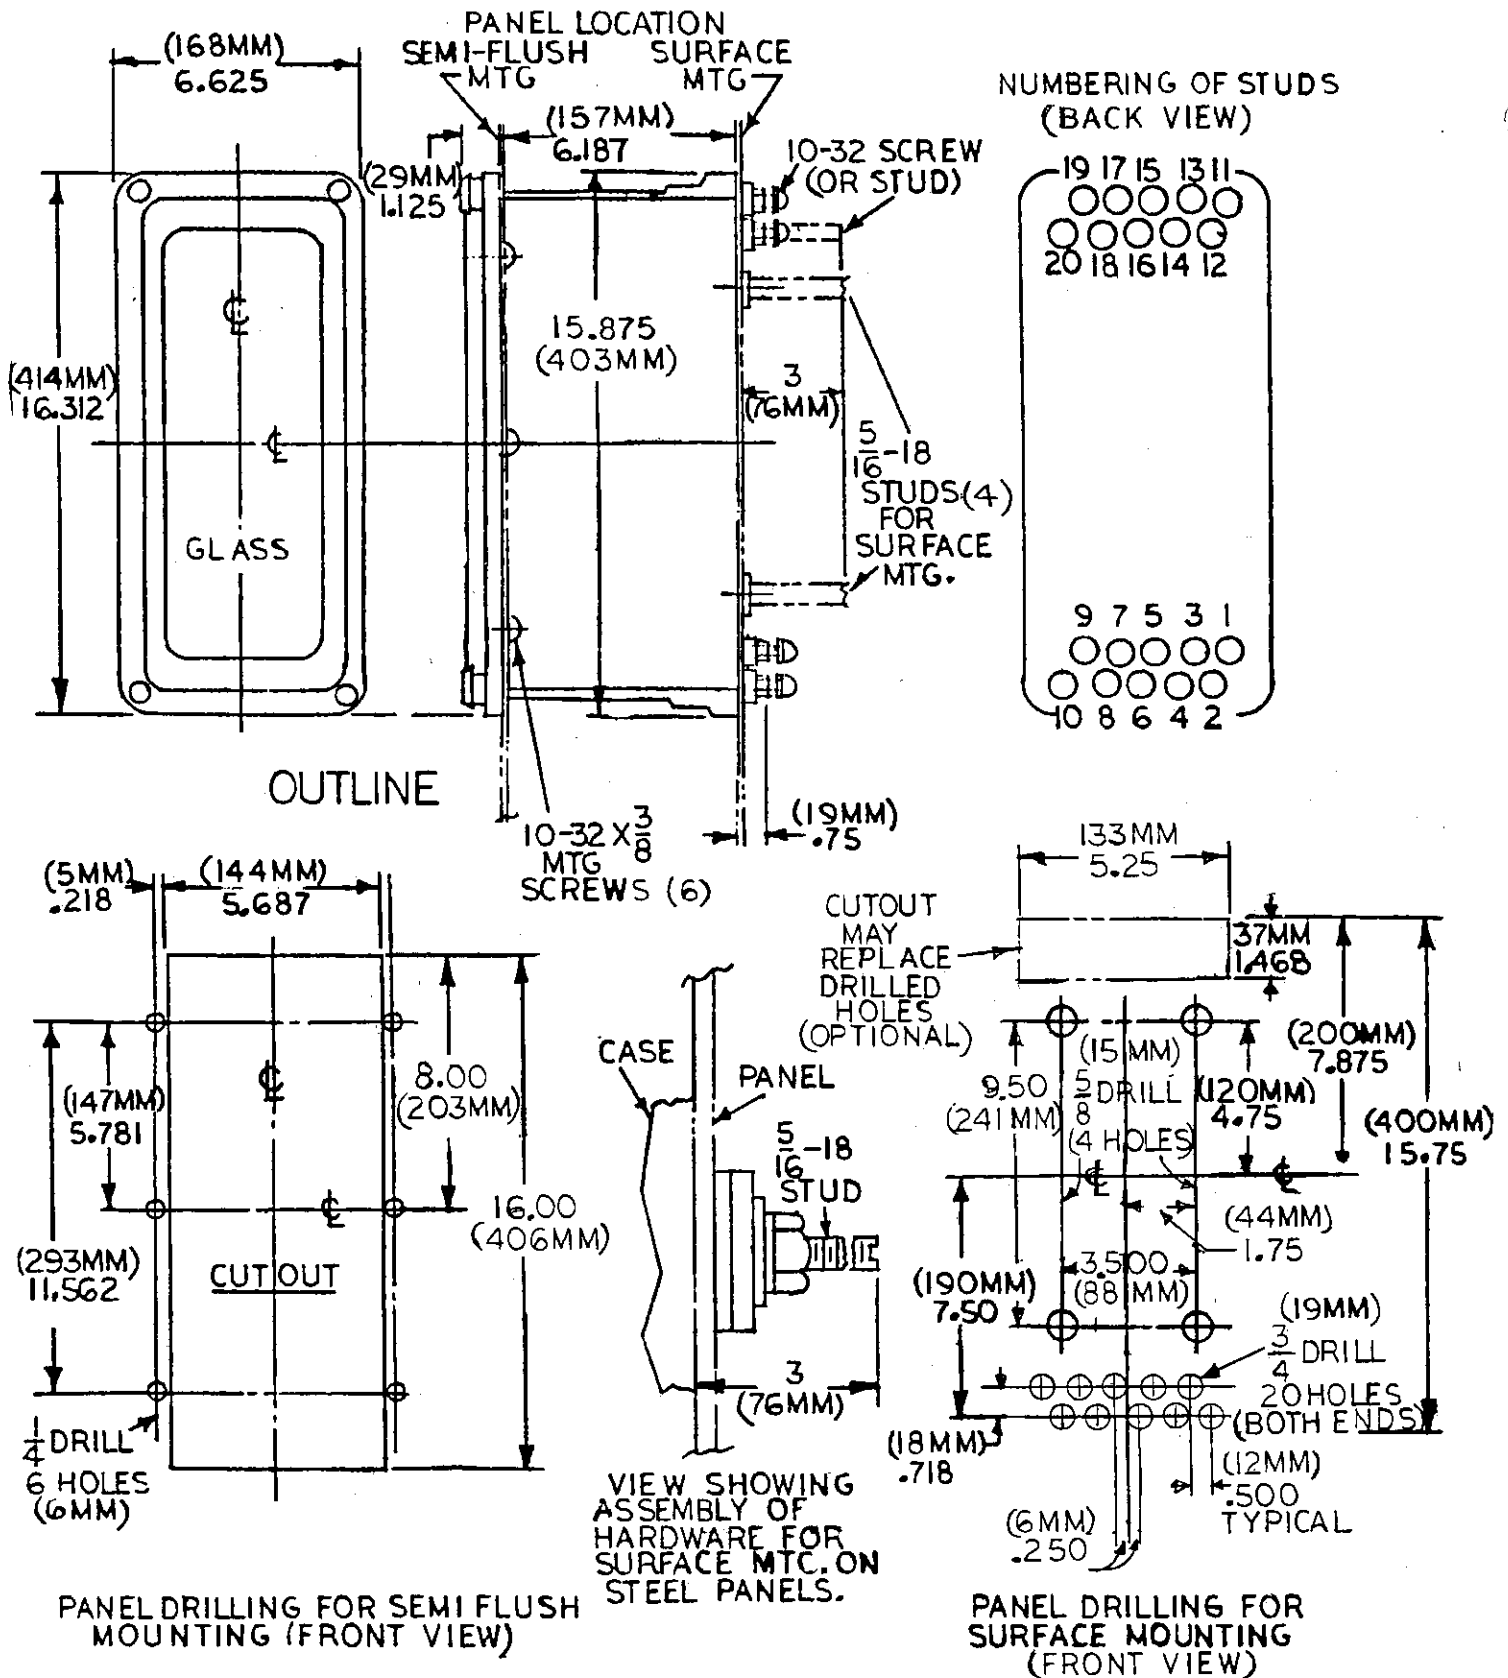 (168MM)
6.625
PANEL LOCATION
SEMI-FLUSH
MTG
SURFACE
MTG
(157MM)
6.187
(29MM)
1.125
10-32 SCREW
(OR STUD)
NUMBERING OF STUDS
(BACK VIEW)
19 17 15 13 11
20 18 16 14 12
15.875
(403MM)
(414MM)
16.312
3
(76MM)
5/16-18
STUDS(4)
FOR
SURFACE
MTG.
GLASS
9 7 5 3 1
10 8 6 4 2
OUTLINE
10-32 X 3/8
MTG
SCREWS (6)
(19MM)
.75
(5MM)
.218
(144MM)
5.687
(147MM)
5.781
8.00
(203MM)
(293MM)
11.562
16.00
(406MM)
CUTOUT
1/4 DRILL
6 HOLES
(6MM)
PANEL DRILLING FOR SEMI FLUSH
MOUNTING (FRONT VIEW)
CASE
PANEL
5/16-18
STUD
3
(76MM)
VIEW SHOWING
ASSEMBLY OF
HARDWARE FOR
SURFACE MTC. ON
STEEL PANELS.
133MM
5.25
CUTOUT
MAY
REPLACE
DRILLED
HOLES
(OPTIONAL)
37MM
1.468
(200MM)
7.875
(400MM)
15.75
9.50
(241MM)
(15MM)
5/8 DRILL
(4 HOLES)
(120MM)
4.75
(44MM)
1.75
3.500
(88MM)
(190MM)
7.50
(19MM)
3/4 DRILL
20 HOLES
(BOTH ENDS)
(18MM)
.718
(12MM)
.500
TYPICAL
(6MM)
.250
PANEL DRILLING FOR
SURFACE MOUNTING
(FRONT VIEW)